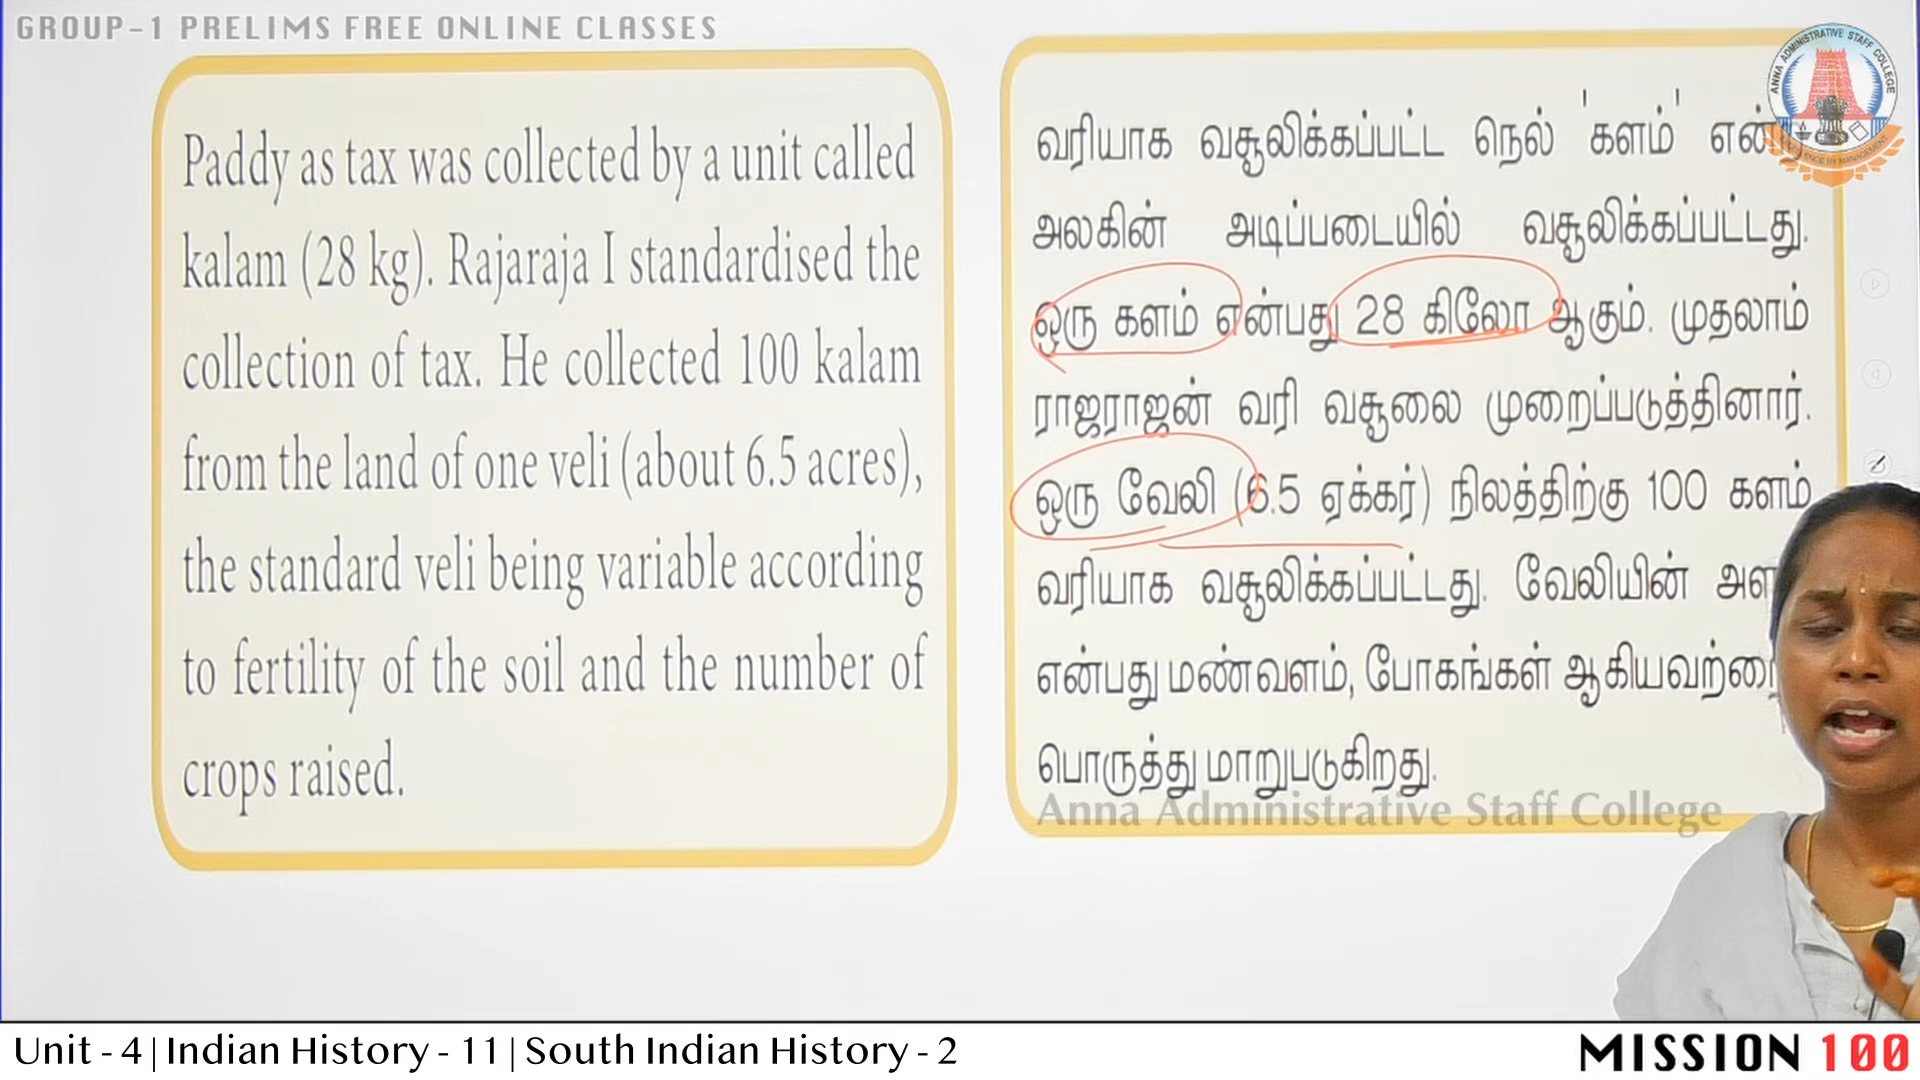 GROUP-1 PRELIMS FREE ONLINE CLASSES
Paddy as tax was collected by a unit called
kalam (28 kg). Rajaraja I standardised the
collection of tax. He collected 100 kalam
from the land of one veli (about 6.5 acres),
the standard veli being variable according
to fertility of the soil and the number of
crops raised.
வரியாக வசூலிக்கப்பட்ட நெல் 'களம்'
அலகின் அடிப்படையில் வசூலிக்கப்பட்டது.
ஒரு களம் என்பது 28 கிலோ ஆகும். முதலாம்
ராஜராஜன் வரி வசூலை முறைப்படுத்தினார்.
ஒரு வேலி (6.5 ஏக்கர்) நிலத்திற்கு 100 களம்
வரியாக வசூலிக்கப்பட்டது. வேலியின்
என்பது மண்வளம், போகங்கள்
பொருத்து மாறுபடுகிறது.
Anna Administrative Staff College
ANNA ADMINISTRATIVE STAFF COLLEGE
Unit - 4 | Indian History - 11 | South Indian History - 2
MISSION 100